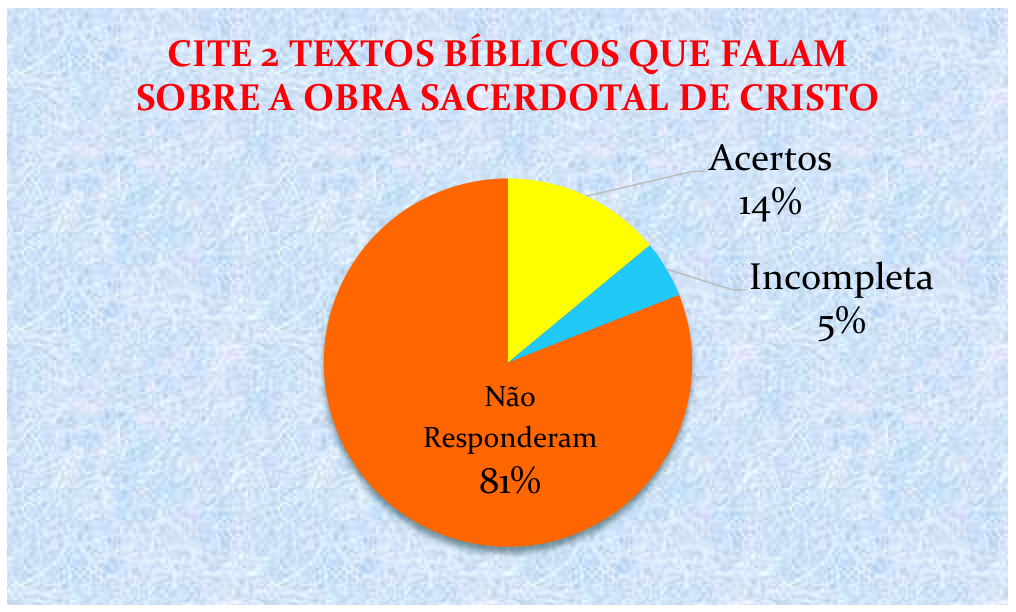 CITE 2 TEXTOS BÍBLICOS QUE FALAM
SOBRE A OBRA SACERDOTAL DE CRISTO
Acertos
14%
Incompleta
5%
Não
Responderam
81%